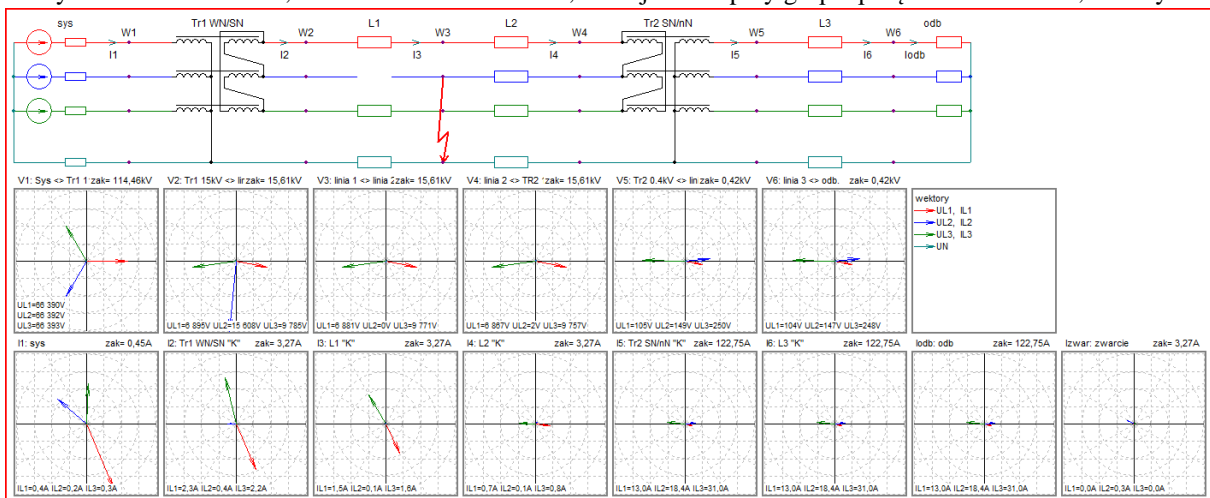 sys Tr1 WN/SN L1 L2 Tr2 SN/nN L3 odb
W1 W2 W3 W4 W5 W6
I1 I2 I3 I4 I5 I6 Iodb
V1: Sys <> Tr1 1 zak= 114,46kV
V2: Tr1 15kV <> lir zak= 15,61kV
V3: linia 1 <> linia 2 zak= 15,61kV
V4: linia 2 <> TR2 zak= 15,61kV
V5: Tr2 0.4kV <> lin zak= 0,42kV
V6: linia 3 <> odb. zak= 0,42kV
wektory
UL1, IL1
UL2, IL2
UL3, IL3
UN
UL1=66 390V
UL2=66 392V
UL3=66 393V
UL1=6 895V UL2=15 608V UL3=9 785V
UL1=6 881V UL2=0V UL3=9 771V
UL1=6 867V UL2=2V UL3=9 757V
UL1=105V UL2=149V UL3=250V
UL1=104V UL2=147V UL3=248V
I1: sys zak= 0,45A
I2: Tr1 WN/SN "K" zak= 3,27A
I3: L1 "K" zak= 3,27A
I4: L2 "K" zak= 3,27A
I5: Tr2 SN/nN "K" zak= 122,75A
I6: L3 "K" zak= 122,75A
Iodb: odb zak= 122,75A
Izwar: zwarcie zak= 3,27A
IL1=0,4A IL2=0,2A IL3=0,3A
IL1=2,3A IL2=0,4A IL3=2,2A
IL1=1,5A IL2=0,1A IL3=1,6A
IL1=0,7A IL2=0,1A IL3=0,8A
IL1=13,0A IL2=18,4A IL3=31,0A
IL1=13,0A IL2=18,4A IL3=31,0A
IL1=13,0A IL2=18,4A IL3=31,0A
IL1=0,0A IL2=0,3A IL3=0,0A